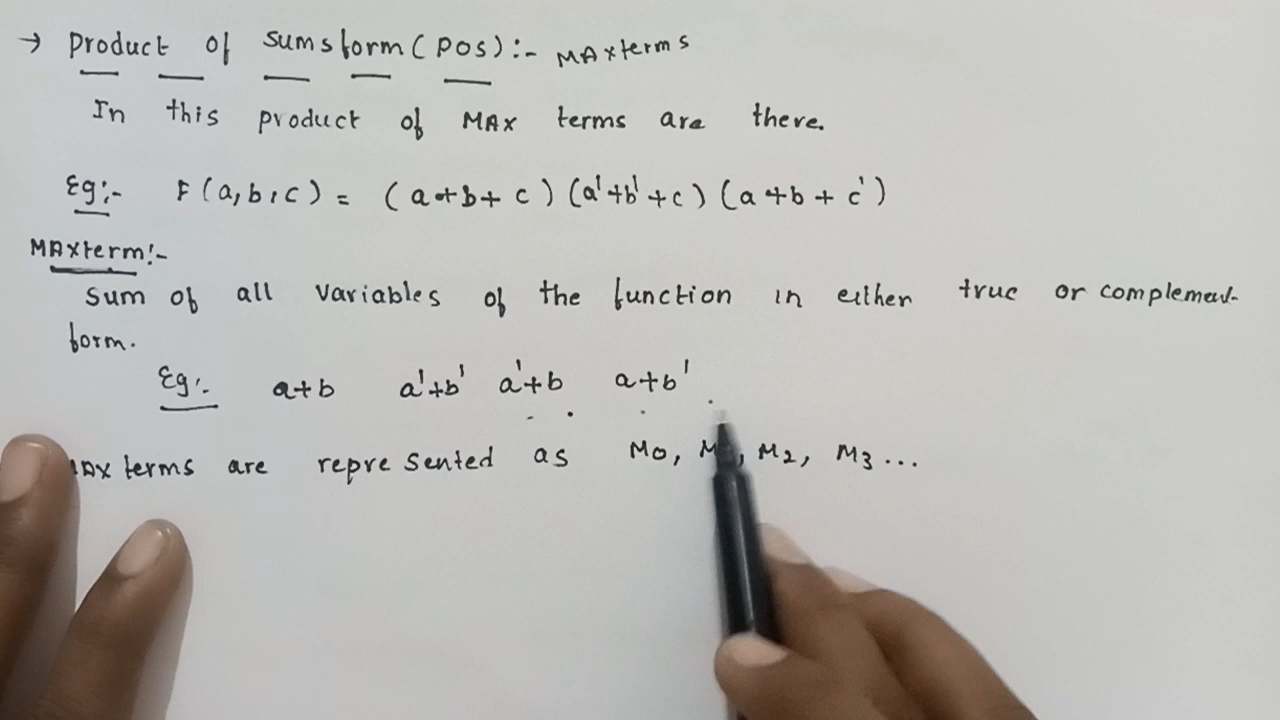 → Product of sums form (POS):- MAXterms
In this product of MAX terms are there.
Eg:- F(a,b,c) = (a+b+c)(a'+b'+c)(a+b+c')
MAXterm:-
Sum of all variables of the function in either true or complement
form.
Eg:- a+b a'+b' a'+b a+b'
terms are represented as M0, M2, M3...